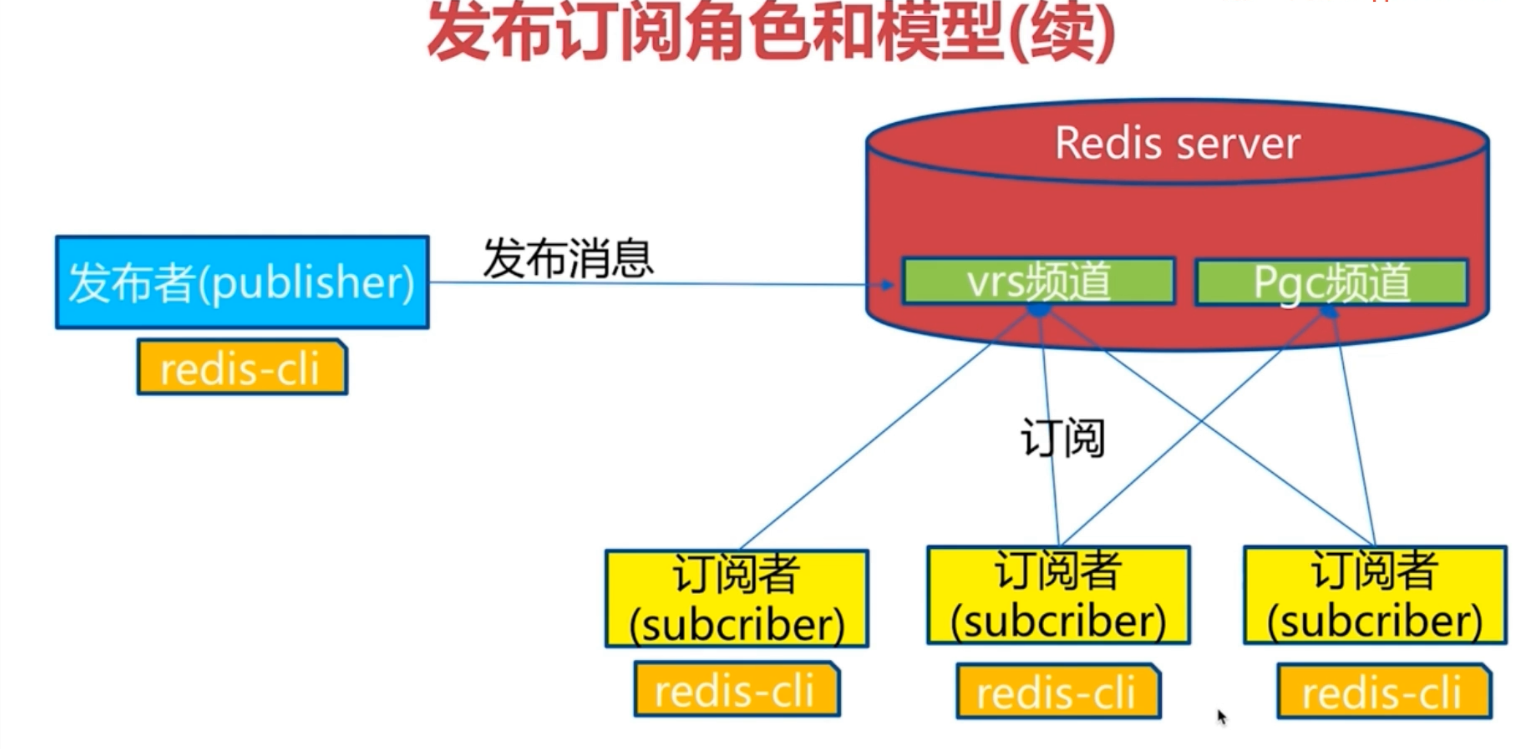 发布订阅角色和模型(续)
Redis server
发布消息
发布者(publisher)
vrs频道
Pgc频道
redis-cli
订阅
订阅者
(subcriber)
订阅者
(subcriber)
订阅者
(subcriber)
redis-cli
redis-cli
redis-cli